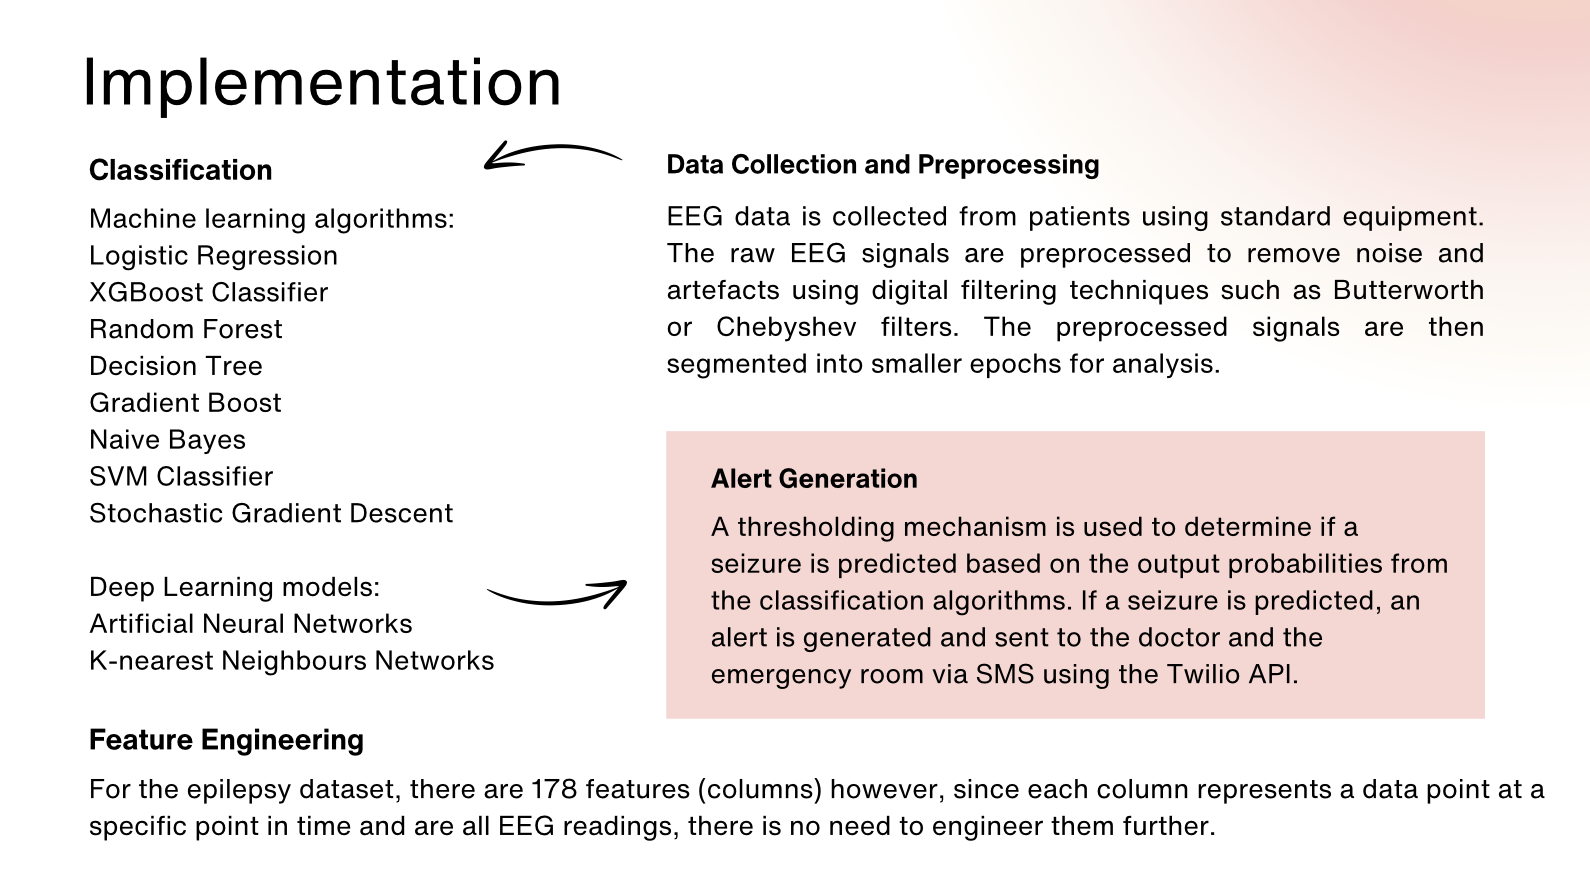 Implementation
Classification
Machine learning algorithms:
Logistic Regression
XGBoost Classifier
Random Forest
Decision Tree
Gradient Boost
Naive Bayes
SVM Classifier
Stochastic Gradient Descent
Deep Learning models:
Artificial Neural Networks
K-nearest Neighbours Networks
Data Collection and Preprocessing
EEG data is collected from patients using standard equipment.
The raw EEG signals are preprocessed to remove noise and
artefacts using digital filtering techniques such as Butterworth
or Chebyshev filters. The preprocessed signals are then
segmented into smaller epochs for analysis.
Alert Generation
A thresholding mechanism is used to determine if a
seizure is predicted based on the output probabilities from
the classification algorithms. If a seizure is predicted, an
alert is generated and sent to the doctor and the
emergency room via SMS using the Twilio API.
Feature Engineering
For the epilepsy dataset, there are 178 features (columns) however, since each column represents a data point at a
specific point in time and are all EEG readings, there is no need to engineer them further.